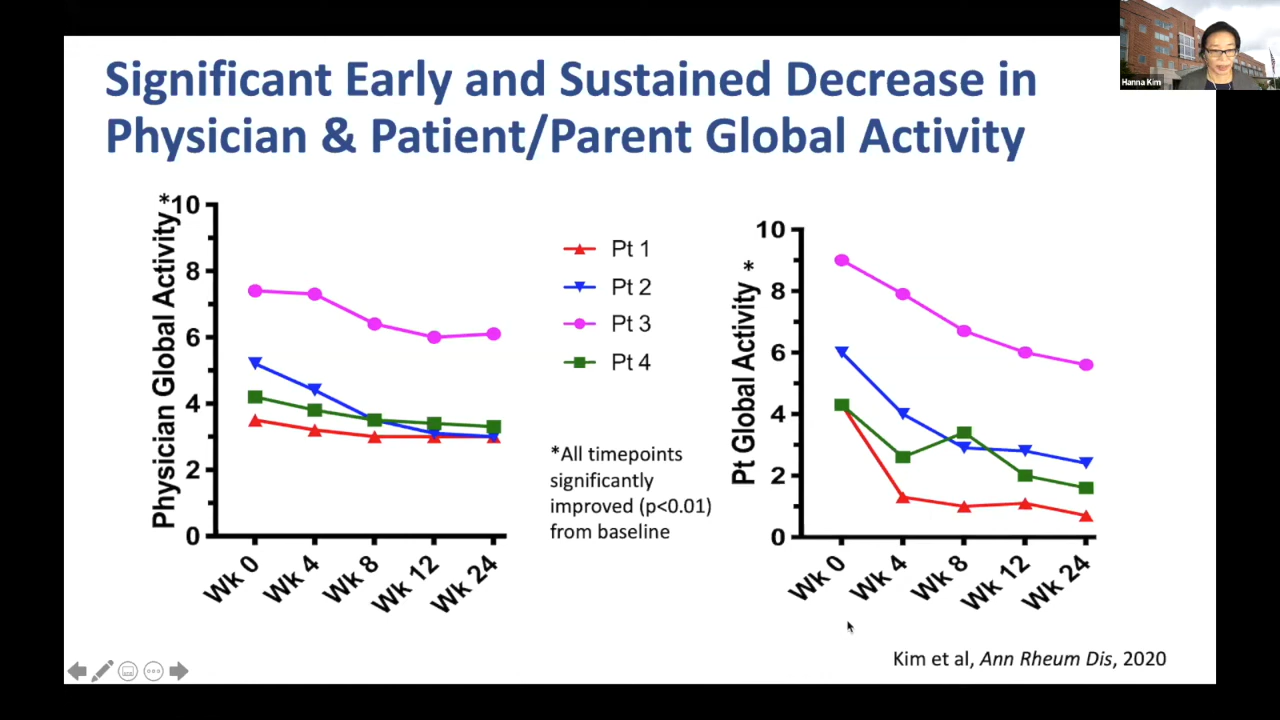 Hanna Kim
Significant Early and Sustained Decrease in
Physician & Patient/Parent Global Activity
Physician Global Activity *
10
8
6
4
2
0
Wk 0
Wk 4
Wk 8
Wk 12
Wk 24
Pt 1
Pt 2
Pt 3
Pt 4
*All timepoints
significantly
improved (p<0.01)
from baseline
Pt Global Activity *
10
8
6
4
2
0
Wk 0
Wk 4
Wk 8
Wk 12
Wk 24
Kim et al, Ann Rheum Dis, 2020